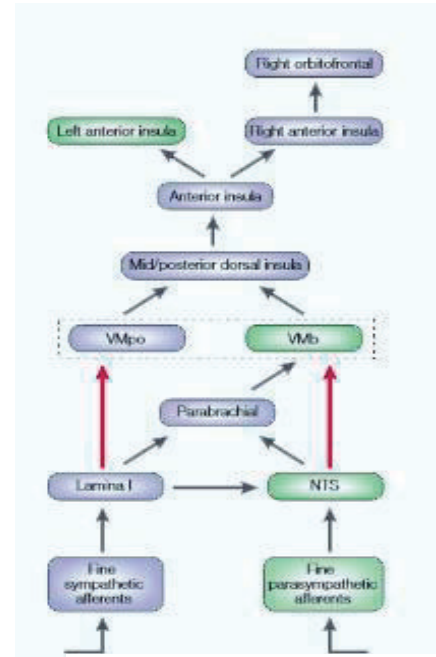 Right orbitofrontal
Left anterior insula
Right anterior insula
Anterior insula
Mid/posterior dorsal insula
VMpo
VMb
Parabrachial
Lamina I
NTS
Fine
sympathetic
afferents
Fine
parasympathetic
afferents